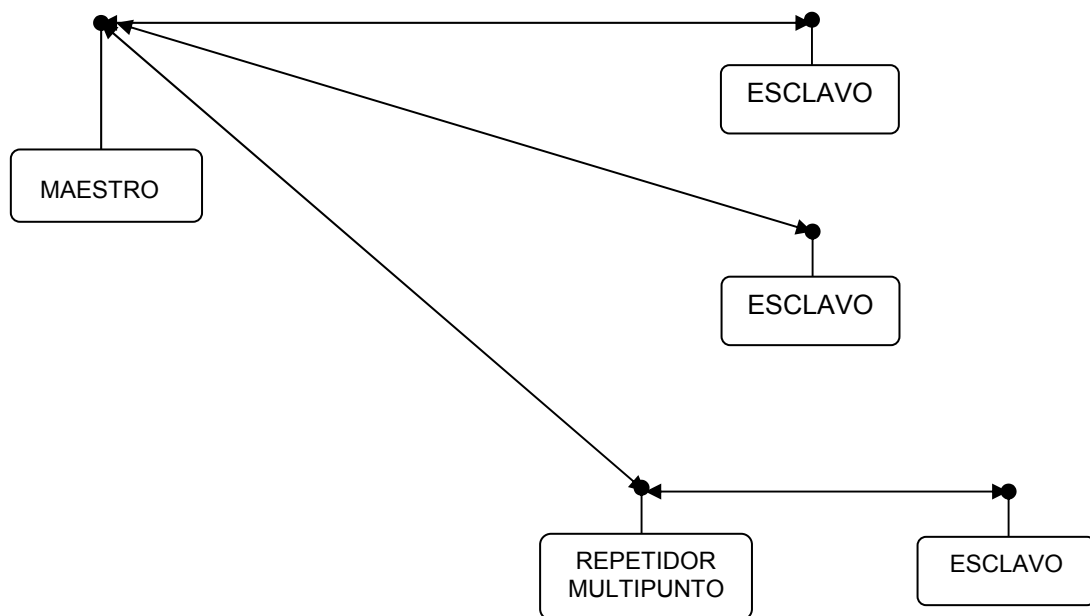 ESCLAVO
MAESTRO
ESCLAVO
REPETIDOR
MULTIPUNTO
ESCLAVO